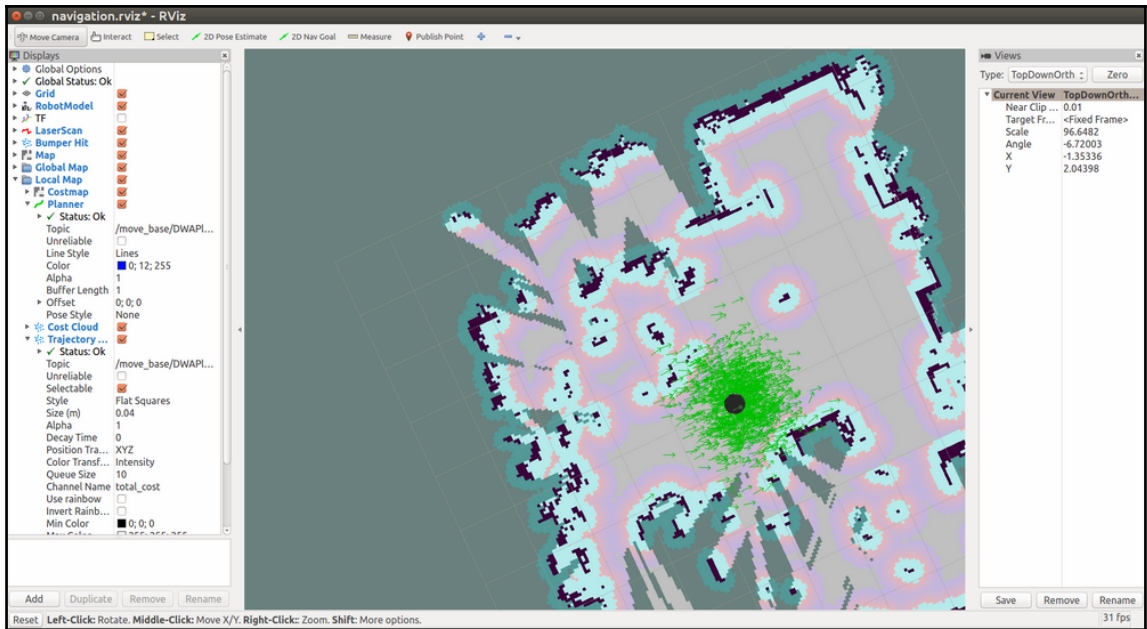 navigation.rviz* - RViz
Move Camera Interact Select 2D Pose Estimate 2D Nav Goal Measure Publish Point
Displays
Global Options
Global Status: Ok
Grid
RobotModel
TF
LaserScan
Bumper Hit
Map
Global Map
Local Map
Costmap
Planner
Status: Ok
Topic /move_base/DWAPl...
Unreliable
Line Style Lines
Color 0; 12; 255
Alpha 1
Buffer Length 1
Offset 0; 0; 0
Pose Style None
Cost Cloud
Trajectory ...
Status: Ok
Topic /move_base/DWAPl...
Unreliable
Selectable
Style Flat Squares
Size (m) 0.04
Alpha 1
Decay Time 0
Position Tra... XYZ
Color Transf... Intensity
Queue Size 10
Channel Name total_cost
Use rainbow
Invert Rainb...
Min Color 0; 0; 0
Add Duplicate Remove Rename
Views
Type: TopDownOrth Zero
Current View TopDownOrth...
Near Clip ... 0.01
Target Fr... <Fixed Frame>
Scale 96.6482
Angle -6.72003
X -1.35336
Y 2.04398
Save Remove Rename
Reset Left-Click: Rotate. Middle-Click: Move X/Y. Right-Click:: Zoom. Shift: More options. 31 fps